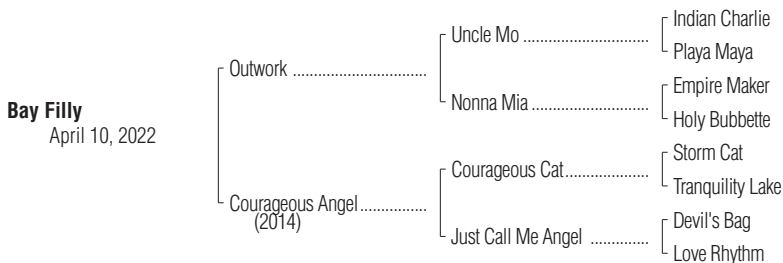 Indian Charlie
Uncle Mo
Playa Maya
Outwork
Empire Maker
Nonna Mia
Holy Bubbette
Bay Filly
April 10, 2022
Storm Cat
Courageous Cat
Tranquility Lake
Courageous Angel
(2014)
Devil's Bag
Just Call Me Angel
Love Rhythm